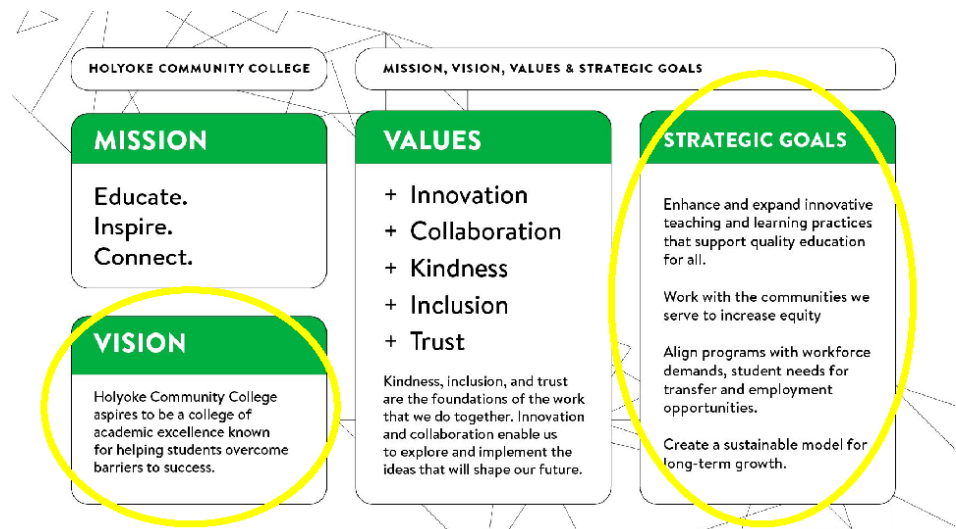 HOLYOKE COMMUNITY COLLEGE
MISSION, VISION, VALUES & STRATEGIC GOALS
MISSION
Educate.
Inspire.
Connect.
VISION
Holyoke Community College
aspires to be a college of
academic excellence known
for helping students overcome
barriers to success.
VALUES
+ Innovation
+ Collaboration
+ Kindness
+ Inclusion
+ Trust
Kindness, inclusion, and trust
are the foundations of the work
that we do together. Innovation
and collaboration enable us
to explore and implement the
ideas that will shape our future.
STRATEGIC GOALS
Enhance and expand innovative
teaching and learning practices
that support quality education
for all.
Work with the communities we
serve to increase equity
Align programs with workforce
demands, student needs for
transfer and employment
opportunities.
Create a sustainable model for
long-term growth.